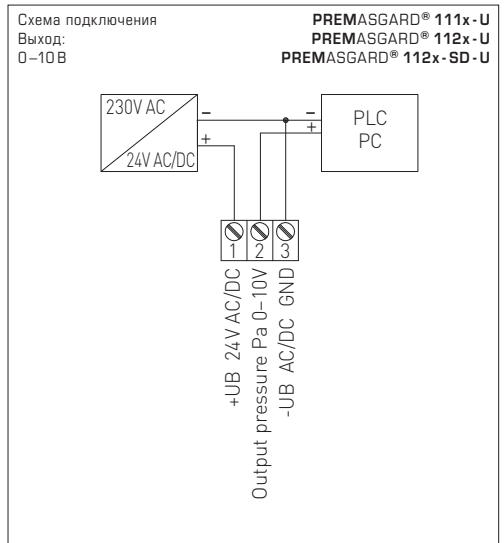 Схема подключения
PREMASGARD® 111x-U
Выход:
PREMASGARD® 112x-U
0–10 В
PREMASGARD® 112x-SD-U
230V AC
24V AC/DC
–
+
–
+
PLC
PC
1 2 3
+UB 24V AC/DC
Output pressure Pa 0–10V
-UB AC/DC GND